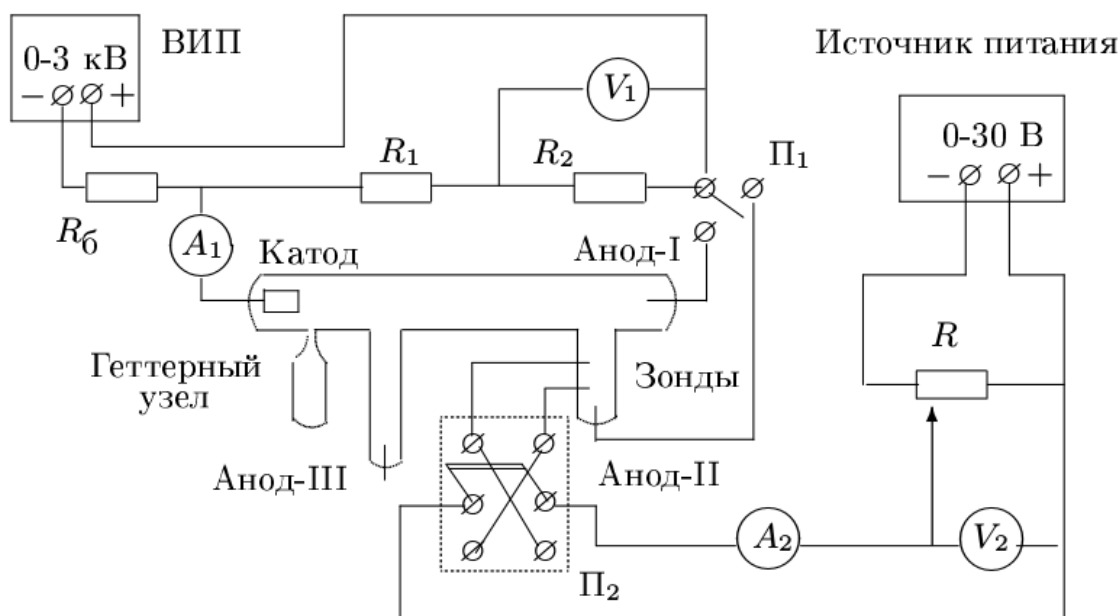 ВИП
0-3 кВ
− +
Источник питания
0-30 В
− +
V₁
R₁
R₂
П₁
Rб
A₁
Катод
Анод-I
R
Геттерный
узел
Зонды
Анод-III
Анод-II
A₂
V₂
П₂